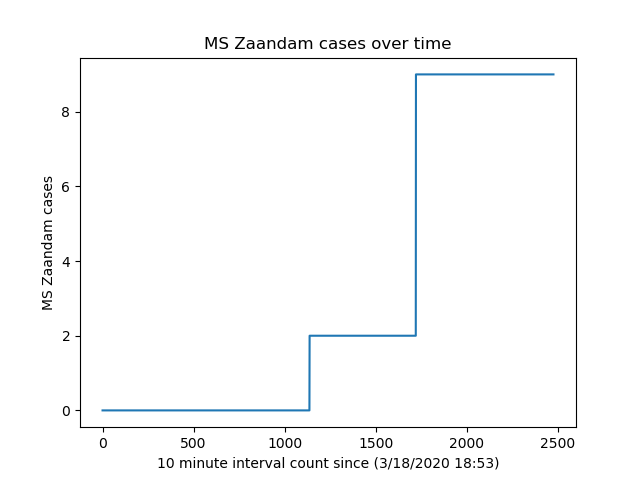 MS Zaandam cases over time
MS Zaandam cases
8
6
4
2
0
0 500 1000 1500 2000 2500
10 minute interval count since (3/18/2020 18:53)